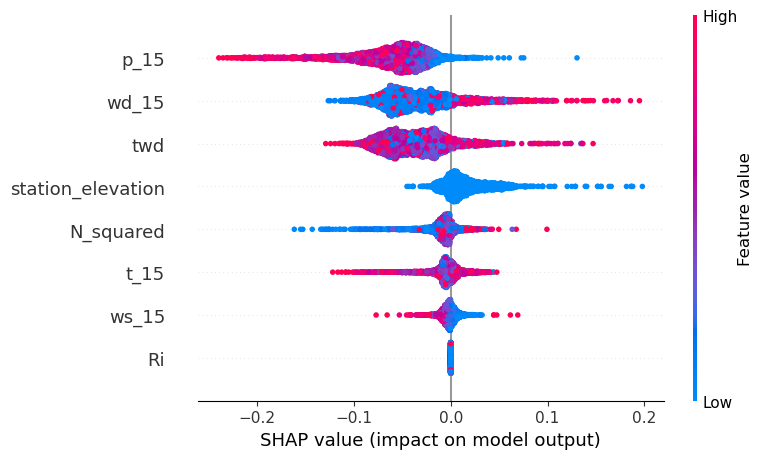 High
p_15
wd_15
twd
station_elevation
N_squared
t_15
ws_15
Ri
Feature value
Low
−0.2 −0.1 0.0 0.1 0.2
SHAP value (impact on model output)